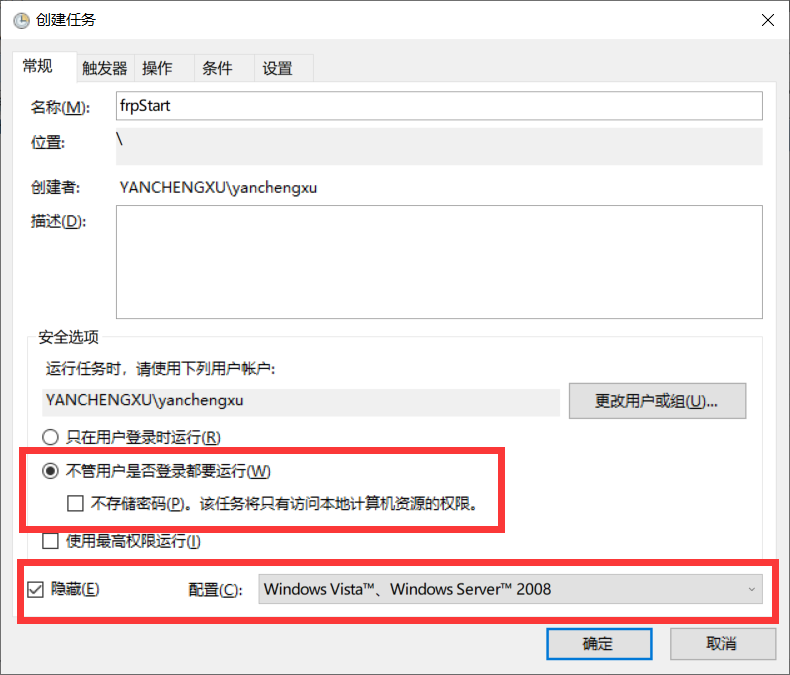 创建任务
常规 触发器 操作 条件 设置
名称(M): frpStart
位置: \
创建者: YANCHENGXU\yanchengxu
描述(D):
安全选项
运行任务时，请使用下列用户帐户:
YANCHENGXU\yanchengxu 更改用户或组(U)...
只在用户登录时运行(R)
不管用户是否登录都要运行(W)
不存储密码(P)。该任务将只有访问本地计算机资源的权限。
使用最高权限运行(I)
隐藏(E) 配置(C): Windows Vista™、Windows Server™ 2008
确定 取消